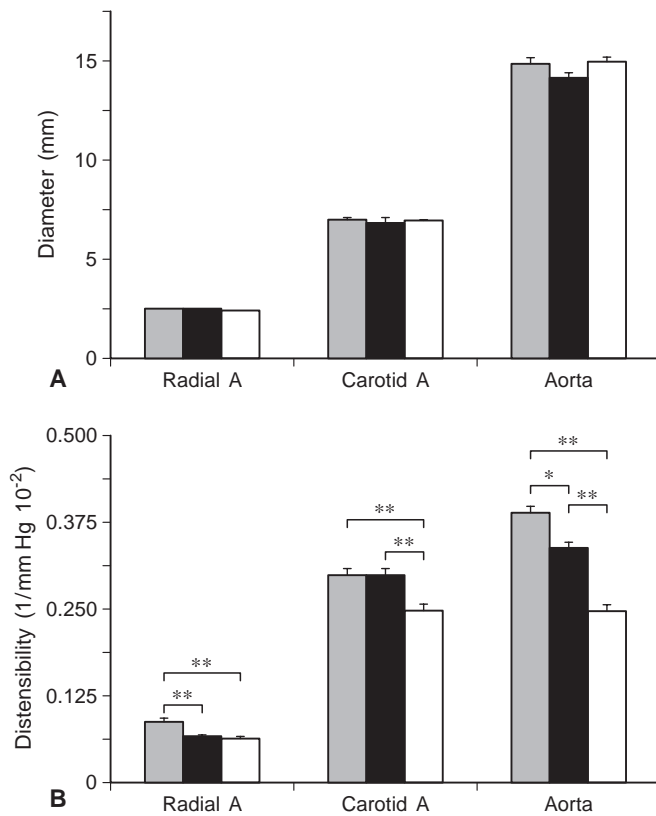 Diameter (mm)
15
10
5
0
A
Radial A
Carotid A
Aorta
Distensibility (1/mm Hg 10⁻²)
0.500
0.375
0.250
0.125
0
**
**
**
**
**
*
**
B
Radial A
Carotid A
Aorta